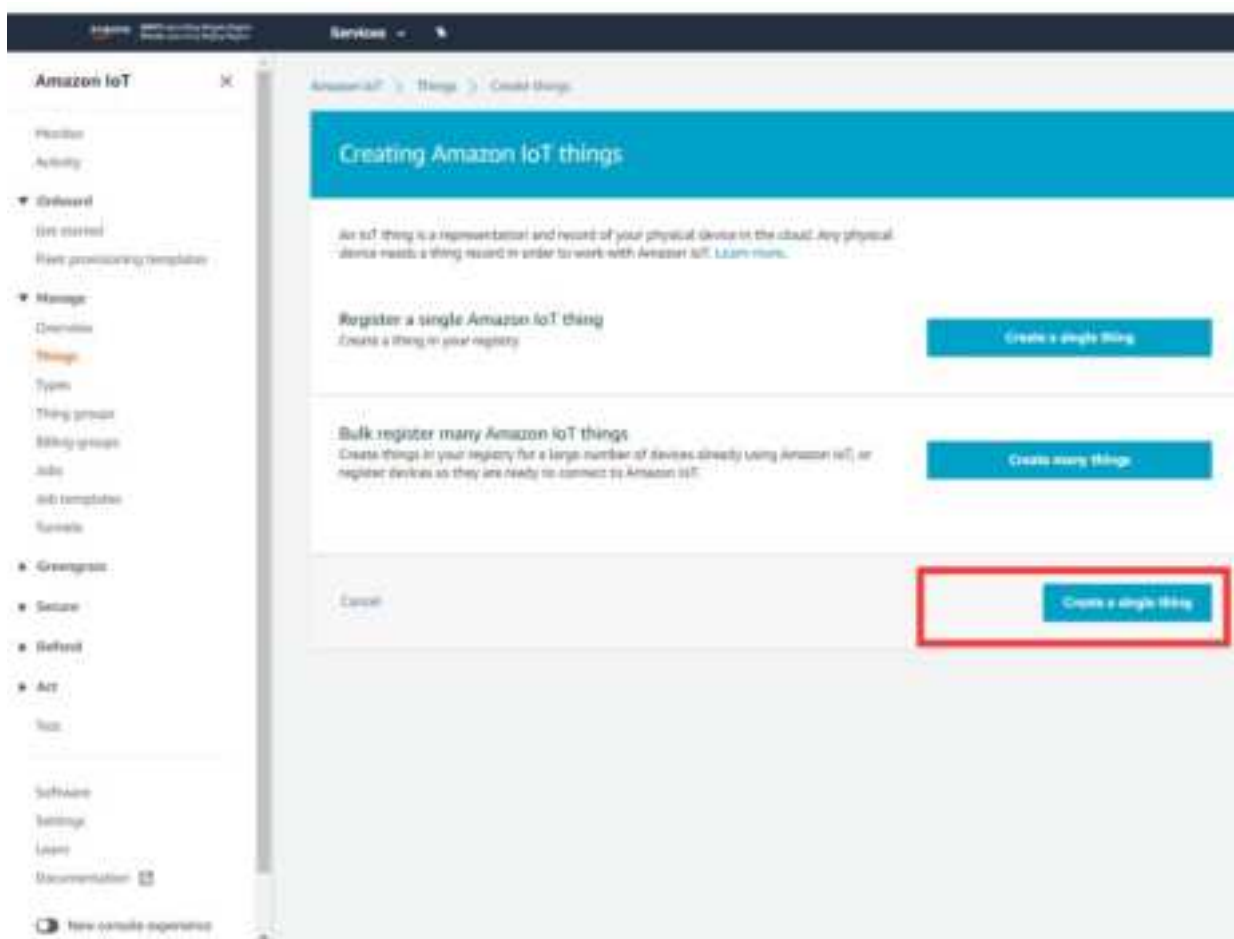 Services
Amazon IoT
Amazon IoT > Things > Create things
Monitor
Activity
Onboard
Get started
Fleet provisioning templates
Manage
Overview
Things
Types
Thing groups
Billing groups
Jobs
Job templates
Tunnels
Greengrass
Secure
Defend
Act
Test
Software
Settings
Learn
Documentation
New console experience
Creating Amazon IoT things
An IoT thing is a representation and record of your physical device in the cloud. Any physical
device needs a thing record in order to work with Amazon IoT. Learn more.
Register a single Amazon IoT thing
Create a thing in your registry
Create a single thing
Bulk register many Amazon IoT things
Create things in your registry for a large number of devices already using Amazon IoT, or
register devices so they are ready to connect to Amazon IoT.
Create many things
Cancel
Create a single thing